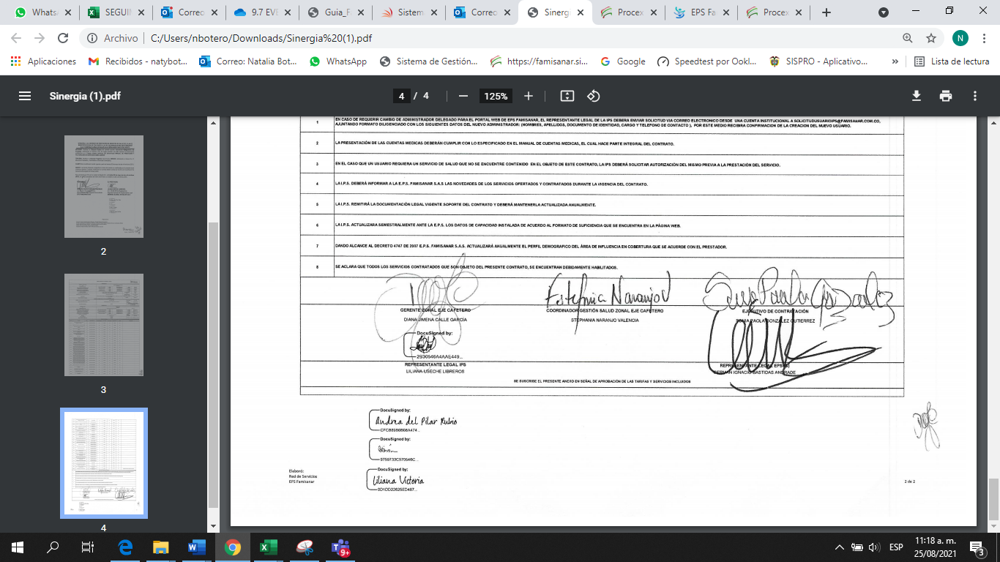 WhatsA
SEGUI
Correo
9.7 EVE
Guia_F
Sistem
Correo
Sinerg
Procex
EPS Fa
Procex
Archivo C:/Users/nbotero/Downloads/Sinergia%20(1).pdf
N
Aplicaciones
Recibidos - natybot...
Correo: Natalia Bot...
WhatsApp
Sistema de Gestión...
https://famisanar.si...
Google
Speedtest por Ookl...
SISPRO - Aplicativo...
»
Lista de lectura
Sinergia (1).pdf
4 / 4
125%
2
3
4
1 EN CASO DE REQUERIR CAMBIO DE ADMINISTRADOR DELEGADO PARA EL PORTAL WEB DE EPS FAMISANAR, EL REPRESENTANTE LEGAL DE LA IPS DEBERA ENVIAR SOLICITUD VIA CORREO ELECTRONICO DESDE UNA CUENTA INSTITUCIONAL A SOLICITUDUSUARIOIPS@FAMISANAR.COM.CO,
AJUNTANDO FORMATO DILIGENCIADO CON LOS SIGUIENTES DATOS DEL NUEVO ADMINISTRADOR: (NOMBRES, APELLIDOS, DOCUMENTO DE IDENTIDAD, CARGO Y TELEFONO DE CONTACTO ), POR ESTE MEDIO RECIBIRA CONFIRMACION DE LA CREACION DEL NUEVO USUARIO.
2 LA PRESENTACIÓN DE LAS CUENTAS MEDICAS DEBERÁN CUMPLIR CON LO ESPECIFICADO EN EL MANUAL DE CUENTAS MEDICAS, EL CUAL HACE PARTE INTEGRAL DEL CONTRATO.
3 EN EL CASO QUE UN USUARIO REQUIERA UN SERVICIO DE SALUD QUE NO SE ENCUENTRE CONTENIDO EN EL OBJETO DE ESTE CONTRATO, LA IPS DEBERÁ SOLICITAR AUTORIZACIÓN DEL MISMO PREVIA A LA PRESTACIÓN DEL SERVICIO.
4 LA I.P.S. DEBERÁ INFORMAR A LA E.P.S. FAMISANAR S.A.S LAS NOVEDADES DE LOS SERVICIOS OFERTADOS Y CONTRATADOS DURANTE LA VIGENCIA DEL CONTRATO.
5 LA I.P.S. REMITIRÁ LA DOCUMENTACIÓN LEGAL VIGENTE SOPORTE DEL CONTRATO Y DEBERÁ MANTENERLA ACTUALIZADA ANUALMENTE.
6 LA I.P.S. ACTUALIZARA SEMESTRALMENTE ANTE LA E.P.S. LOS DATOS DE CAPACIDAD INSTALADA DE ACUERDO AL FORMATO DE SUFICIENCIA QUE SE ENCUENTRA EN LA PÁGINA WEB.
7 DANDO ALCANCE AL DECRETO 4747 DE 2007 E.P.S. FAMISANAR S.A.S. ACTUALIZARÁ ANUALMENTE EL PERFIL DEMOGRAFICO DEL ÁREA DE INFLUENCIA EN COBERTURA QUE SE ACUERDE CON EL PRESTADOR.
8 SE ACLARA QUE TODOS LOS SERVICIOS CONTRATADOS QUE SON OBJETO DEL PRESENTE CONTRATO, SE ENCUENTRAN DEBIDAMENTE HABILITADOS.
Estefnia Naranjo V
GERENTE ZONAL EJE CAFETERO
COORDINADOR GESTIÓN SALUD ZONAL EJE CAFETERO
EJECUTIVO DE CONTRATACIÓN
DIANA JIMENA CALLE GARCIA
STEPHANIA NARANJO VALENCIA
PAOLA GONZALEZ GUTIERREZ
DocuSigned by:
2B30546A4AAE449...
REPRESENTANTE LEGAL IPS
REPRESENTANTE LEGAL EPS
LILIANA USECHE LIBREROS
GERMAN IGNACIO BASTIDAS ANDRADE
SE SUSCRIBE EL PRESENTE ANEXO EN SEÑAL DE APROBACIÓN DE LAS TARIFAS Y SERVICIOS INCLUIDOS
DocuSigned by:
Andrea del Pilar Rubio
DocuSigned by:
DocuSigned by:
Liliana Victoria
Elaboró:
Red de Servicios
EPS Famisanar
2 de 2
9+
ESP
11:18 a. m.
25/08/2021
3